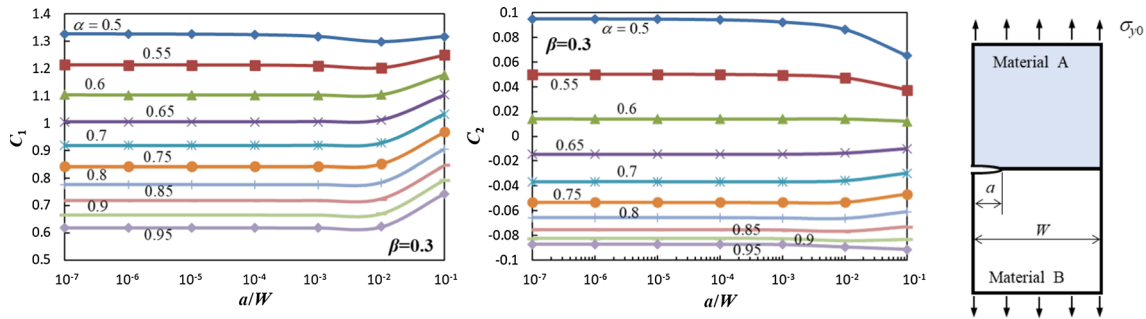 C₁
1.4
1.3
1.2
1.1
1
0.9
0.8
0.7
0.6
0.5
α = 0.5
0.55
0.6
0.65
0.7
0.75
0.8
0.85
0.9
0.95
β=0.3
10⁻⁷ 10⁻⁶ 10⁻⁵ 10⁻⁴ 10⁻³ 10⁻² 10⁻¹
a/W
C₂
0.1
0.08
0.06
0.04
0.02
0
-0.02
-0.04
-0.06
-0.08
-0.1
β=0.3
α=0.5
0.55
0.6
0.65
0.7
0.75
0.8
0.85
0.9
0.95
10⁻⁷ 10⁻⁶ 10⁻⁵ 10⁻⁴ 10⁻³ 10⁻² 10⁻¹
a/W
σy0
Material A
a
W
Material B